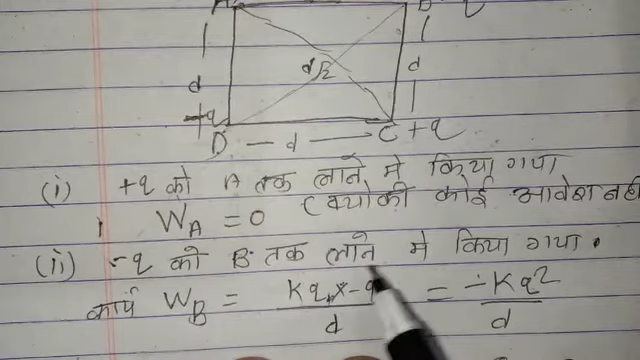 d
d√2
d
+q
D — d — C +q
(i) +q को A तक लाने मे किया गया
W_A = 0 (क्योकी कोई आवेश नही
(ii) -q को B तक लाने मे किया गया.
कार्य W_B = Kq x -q / d = -Kq² / d